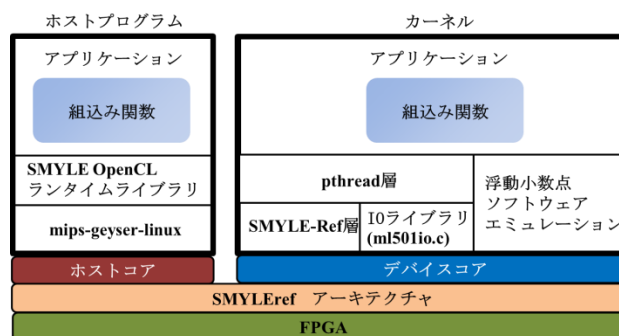 ホストプログラム
カーネル
アプリケーション
組込み関数
SMYLE OpenCL
ランタイムライブラリ
mips-geyser-linux
ホストコア
アプリケーション
組込み関数
pthread層
SMYLE-Ref層
IOライブラリ
(ml501io.c)
浮動小数点
ソフトウェア
エミュレーション
デバイスコア
SMYLEref アーキテクチャ
FPGA